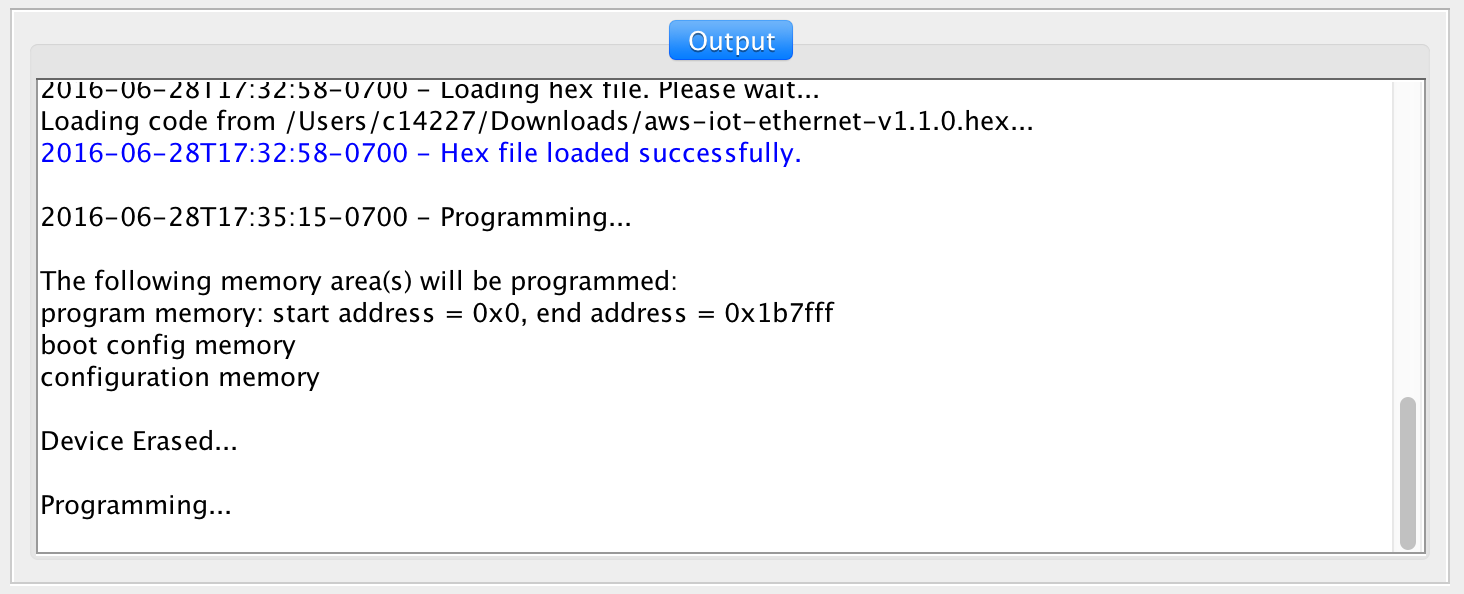 Output
2016-06-28T17:32:58-0700 - Loading hex file. Please wait...
Loading code from /Users/c14227/Downloads/aws-iot-ethernet-v1.1.0.hex...
2016-06-28T17:32:58-0700 - Hex file loaded successfully.
2016-06-28T17:35:15-0700 - Programming...
The following memory area(s) will be programmed:
program memory: start address = 0x0, end address = 0x1b7fff
boot config memory
configuration memory
Device Erased...
Programming...